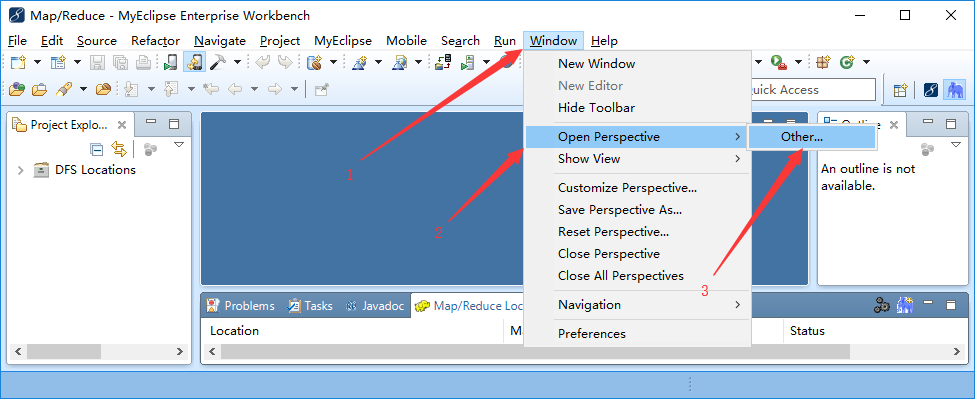 Map/Reduce - MyEclipse Enterprise Workbench
File Edit Source Refactor Navigate Project MyEclipse Mobile Search Run Window Help
New Window
New Editor
Hide Toolbar
Open Perspective
Other...
Show View
Customize Perspective...
Save Perspective As...
Reset Perspective...
Close Perspective
Close All Perspectives
Navigation
Preferences
uick Access
Project Explo...
DFS Locations
Outline
An outline is not
available.
1
2
3
Problems Tasks Javadoc Map/Reduce Loc
Location
Status